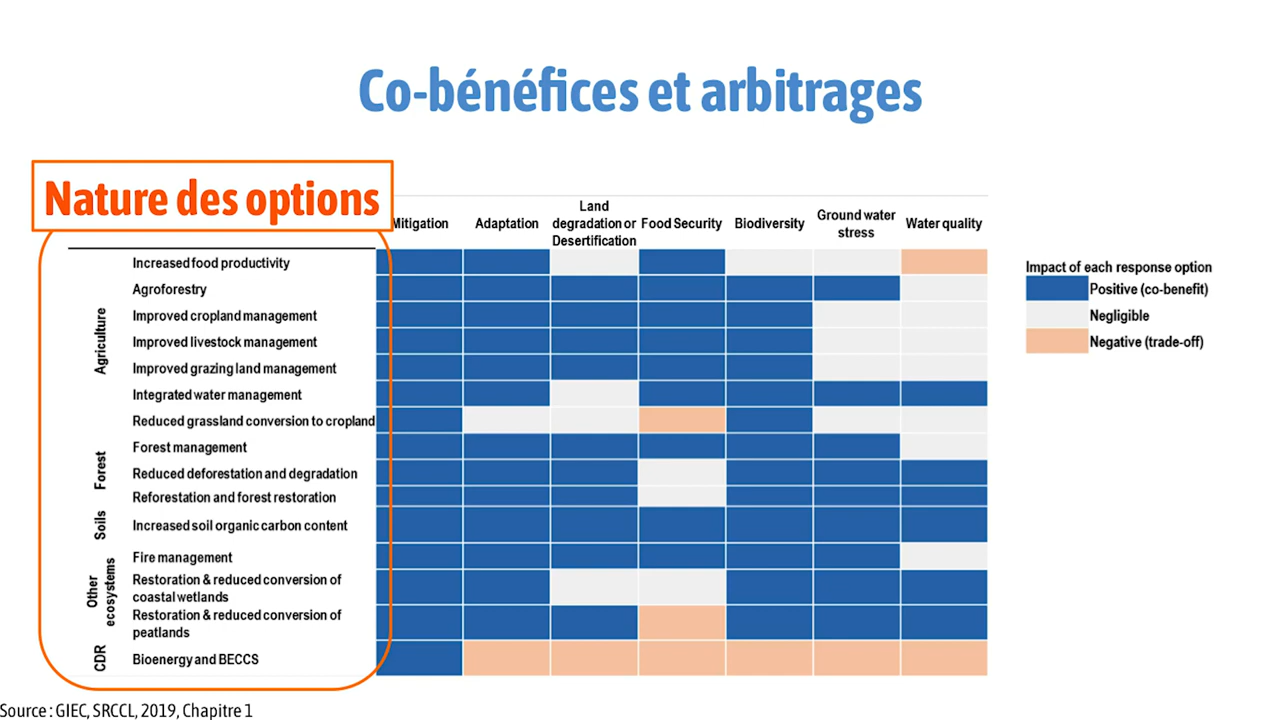 Co-bénéfices et arbitrages
Nature des options
Mitigation
Adaptation
Land
degradation or
Desertification
Food Security
Biodiversity
Ground water
stress
Water quality
Agriculture
Increased food productivity
Agroforestry
Improved cropland management
Improved livestock management
Improved grazing land management
Integrated water management
Reduced grassland conversion to cropland
Forest
Forest management
Reduced deforestation and degradation
Reforestation and forest restoration
Soils
Increased soil organic carbon content
Other
ecosystems
Fire management
Restoration & reduced conversion of
coastal wetlands
Restoration & reduced conversion of
peatlands
CDR
Bioenergy and BECCS
Impact of each response option
Positive (co-benefit)
Negligible
Negative (trade-off)
Source : GIEC, SRCCL, 2019, Chapitre 1